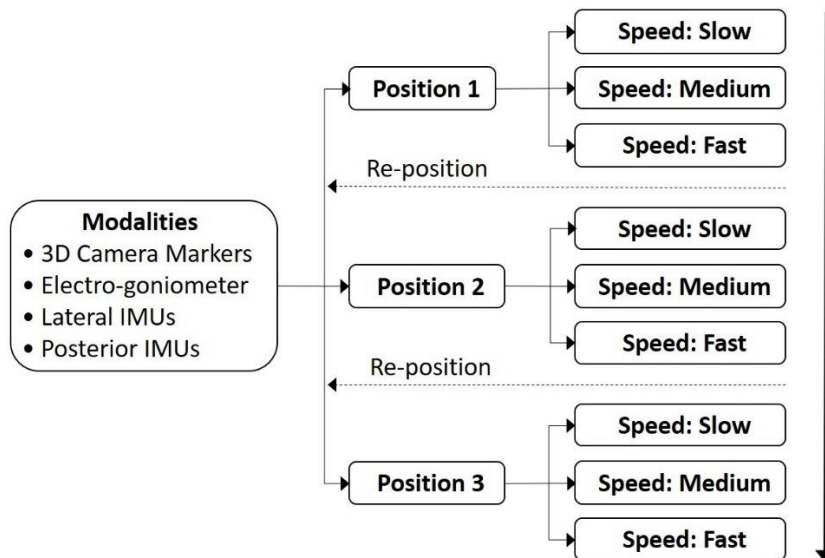 Modalities
• 3D Camera Markers
• Electro-goniometer
• Lateral IMUs
• Posterior IMUs
Position 1
Speed: Slow
Speed: Medium
Speed: Fast
Re-position
Position 2
Speed: Slow
Speed: Medium
Speed: Fast
Re-position
Position 3
Speed: Slow
Speed: Medium
Speed: Fast